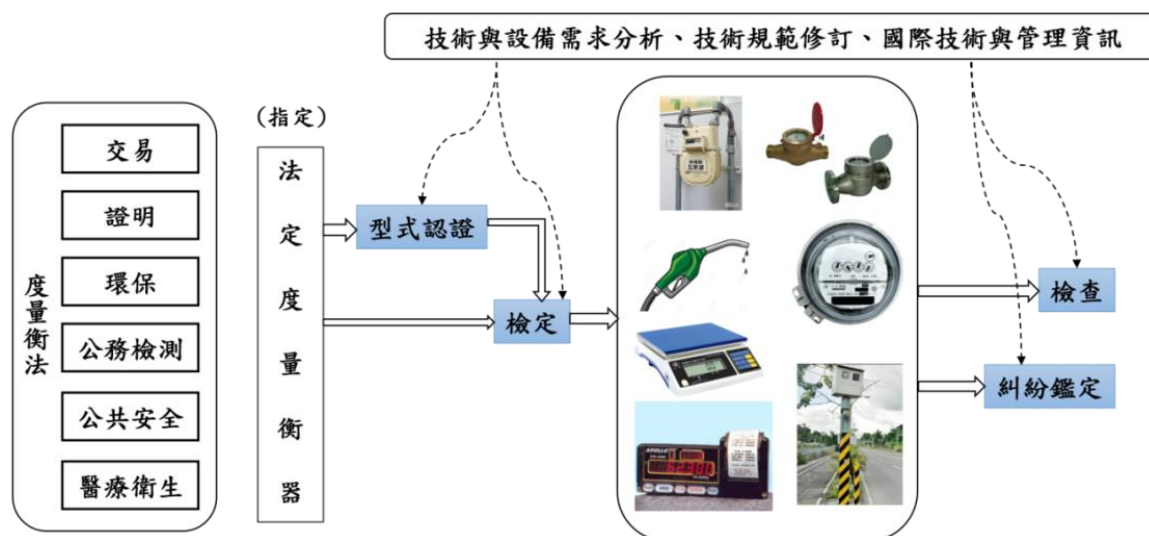 技術與設備需求分析、技術規範修訂、國際技術與管理資訊
度量衡法
交易
證明
環保
公務檢測
公共安全
醫療衛生
(指定)
法定度量衡器
型式認證
檢定
檢查
糾紛鑑定